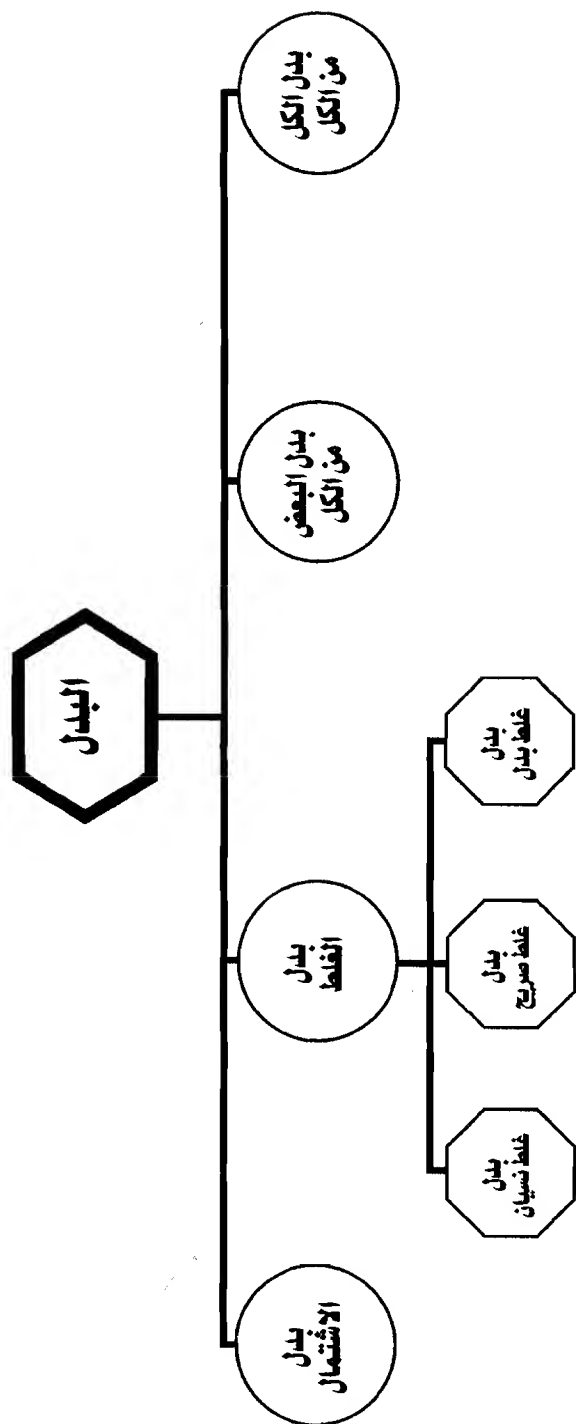 البدل
بدل الكل
من الكل
بدل البعض
من الكل
بدل
الغلط
بدل
الاشتمال
بدل
غلط بدل
بدل
غلط صريح
بدل
غلط نسيان